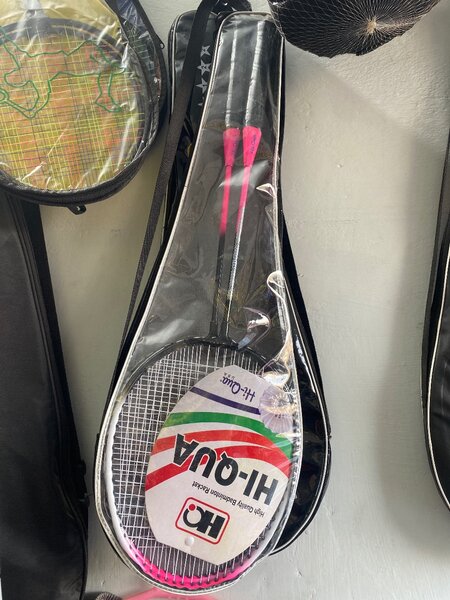 Hi-Qua
HI-QUA
High Quality Badminton Racket
HQ